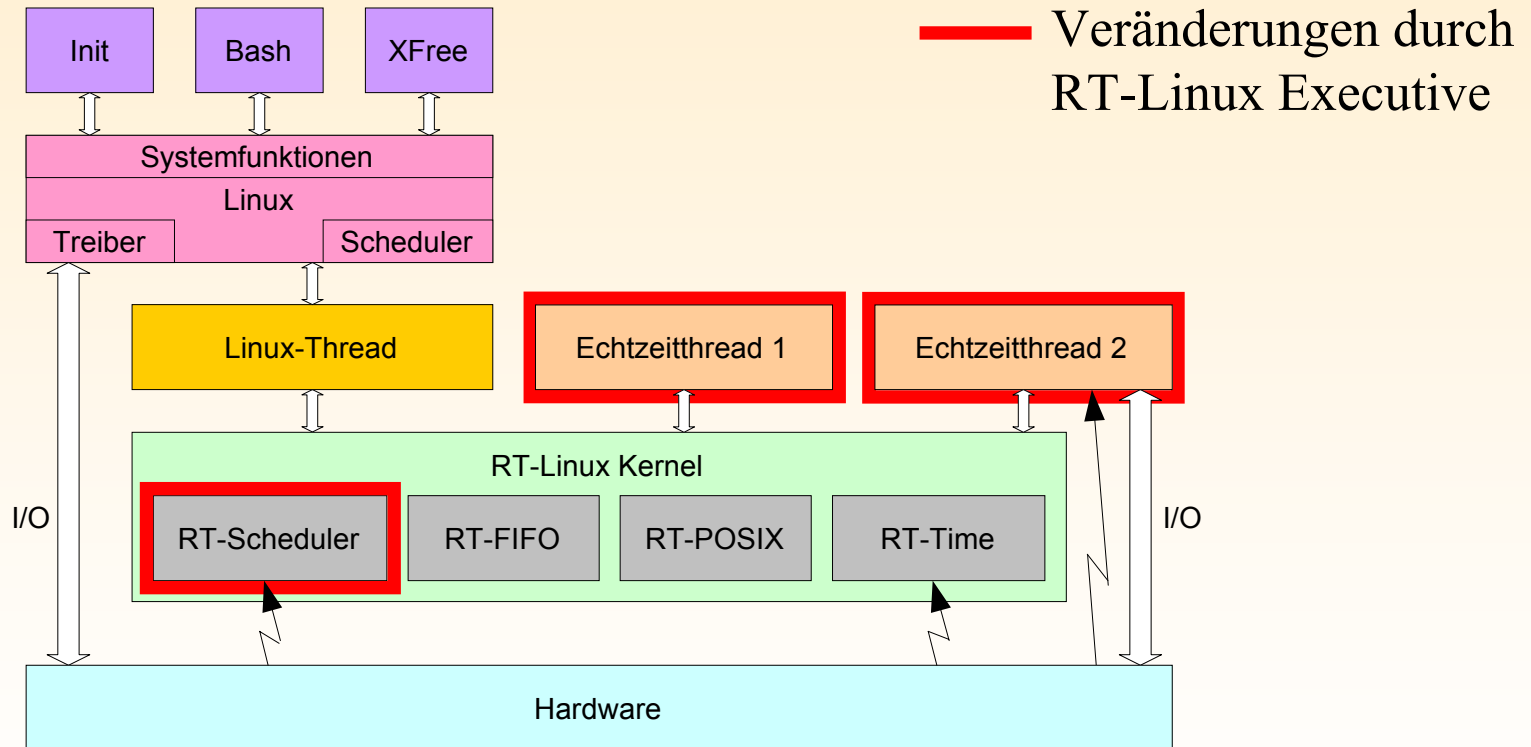 Init
Bash
XFree
Veränderungen durch
RT-Linux Executive
Systemfunktionen
Linux
Treiber
Scheduler
Linux-Thread
Echtzeitthread 1
Echtzeitthread 2
RT-Linux Kernel
I/O
RT-Scheduler
RT-FIFO
RT-POSIX
RT-Time
I/O
Hardware